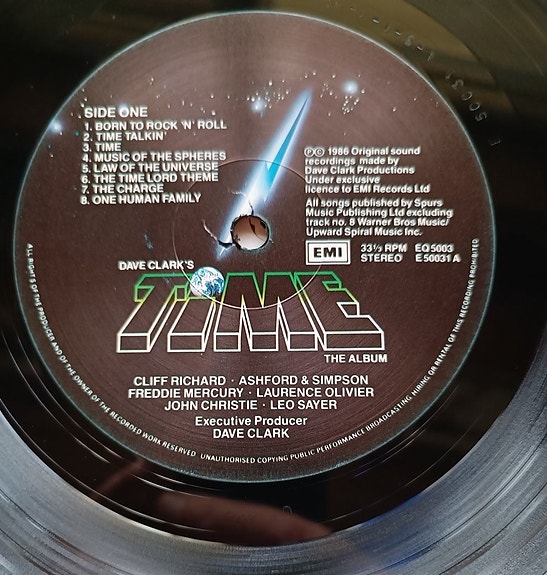 SIDE ONE
1. BORN TO ROCK 'N' ROLL
2. TIME TALKIN'
3. TIME
4. MUSIC OF THE SPHERES
5. LAW OF THE UNIVERSE
6. THE TIME LORD THEME
7. THE CHARGE
8. ONE HUMAN FAMILY
Ⓟ© 1986 Original sound
recordings made by
Dave Clark Productions
Under exclusive
licence to EMI Records Ltd
All songs published by Spurs
Music Publishing Ltd excluding
track no. 8 Warner Bros Music/
Upward Spiral Music Inc.
EMI
33⅓ RPM EQ5003
STEREO E50031A
DAVE CLARK'S
TIME
THE ALBUM
CLIFF RICHARD · ASHFORD & SIMPSON
FREDDIE MERCURY · LAURENCE OLIVIER
JOHN CHRISTIE · LEO SAYER
Executive Producer
DAVE CLARK
ALL RIGHTS OF THE PRODUCER AND OF THE OWNER OF THE RECORDED WORK RESERVED UNAUTHORISED COPYING PUBLIC PERFORMANCE BROADCASTING HIRING OR RENTAL OF THIS RECORDING PROHIBITED